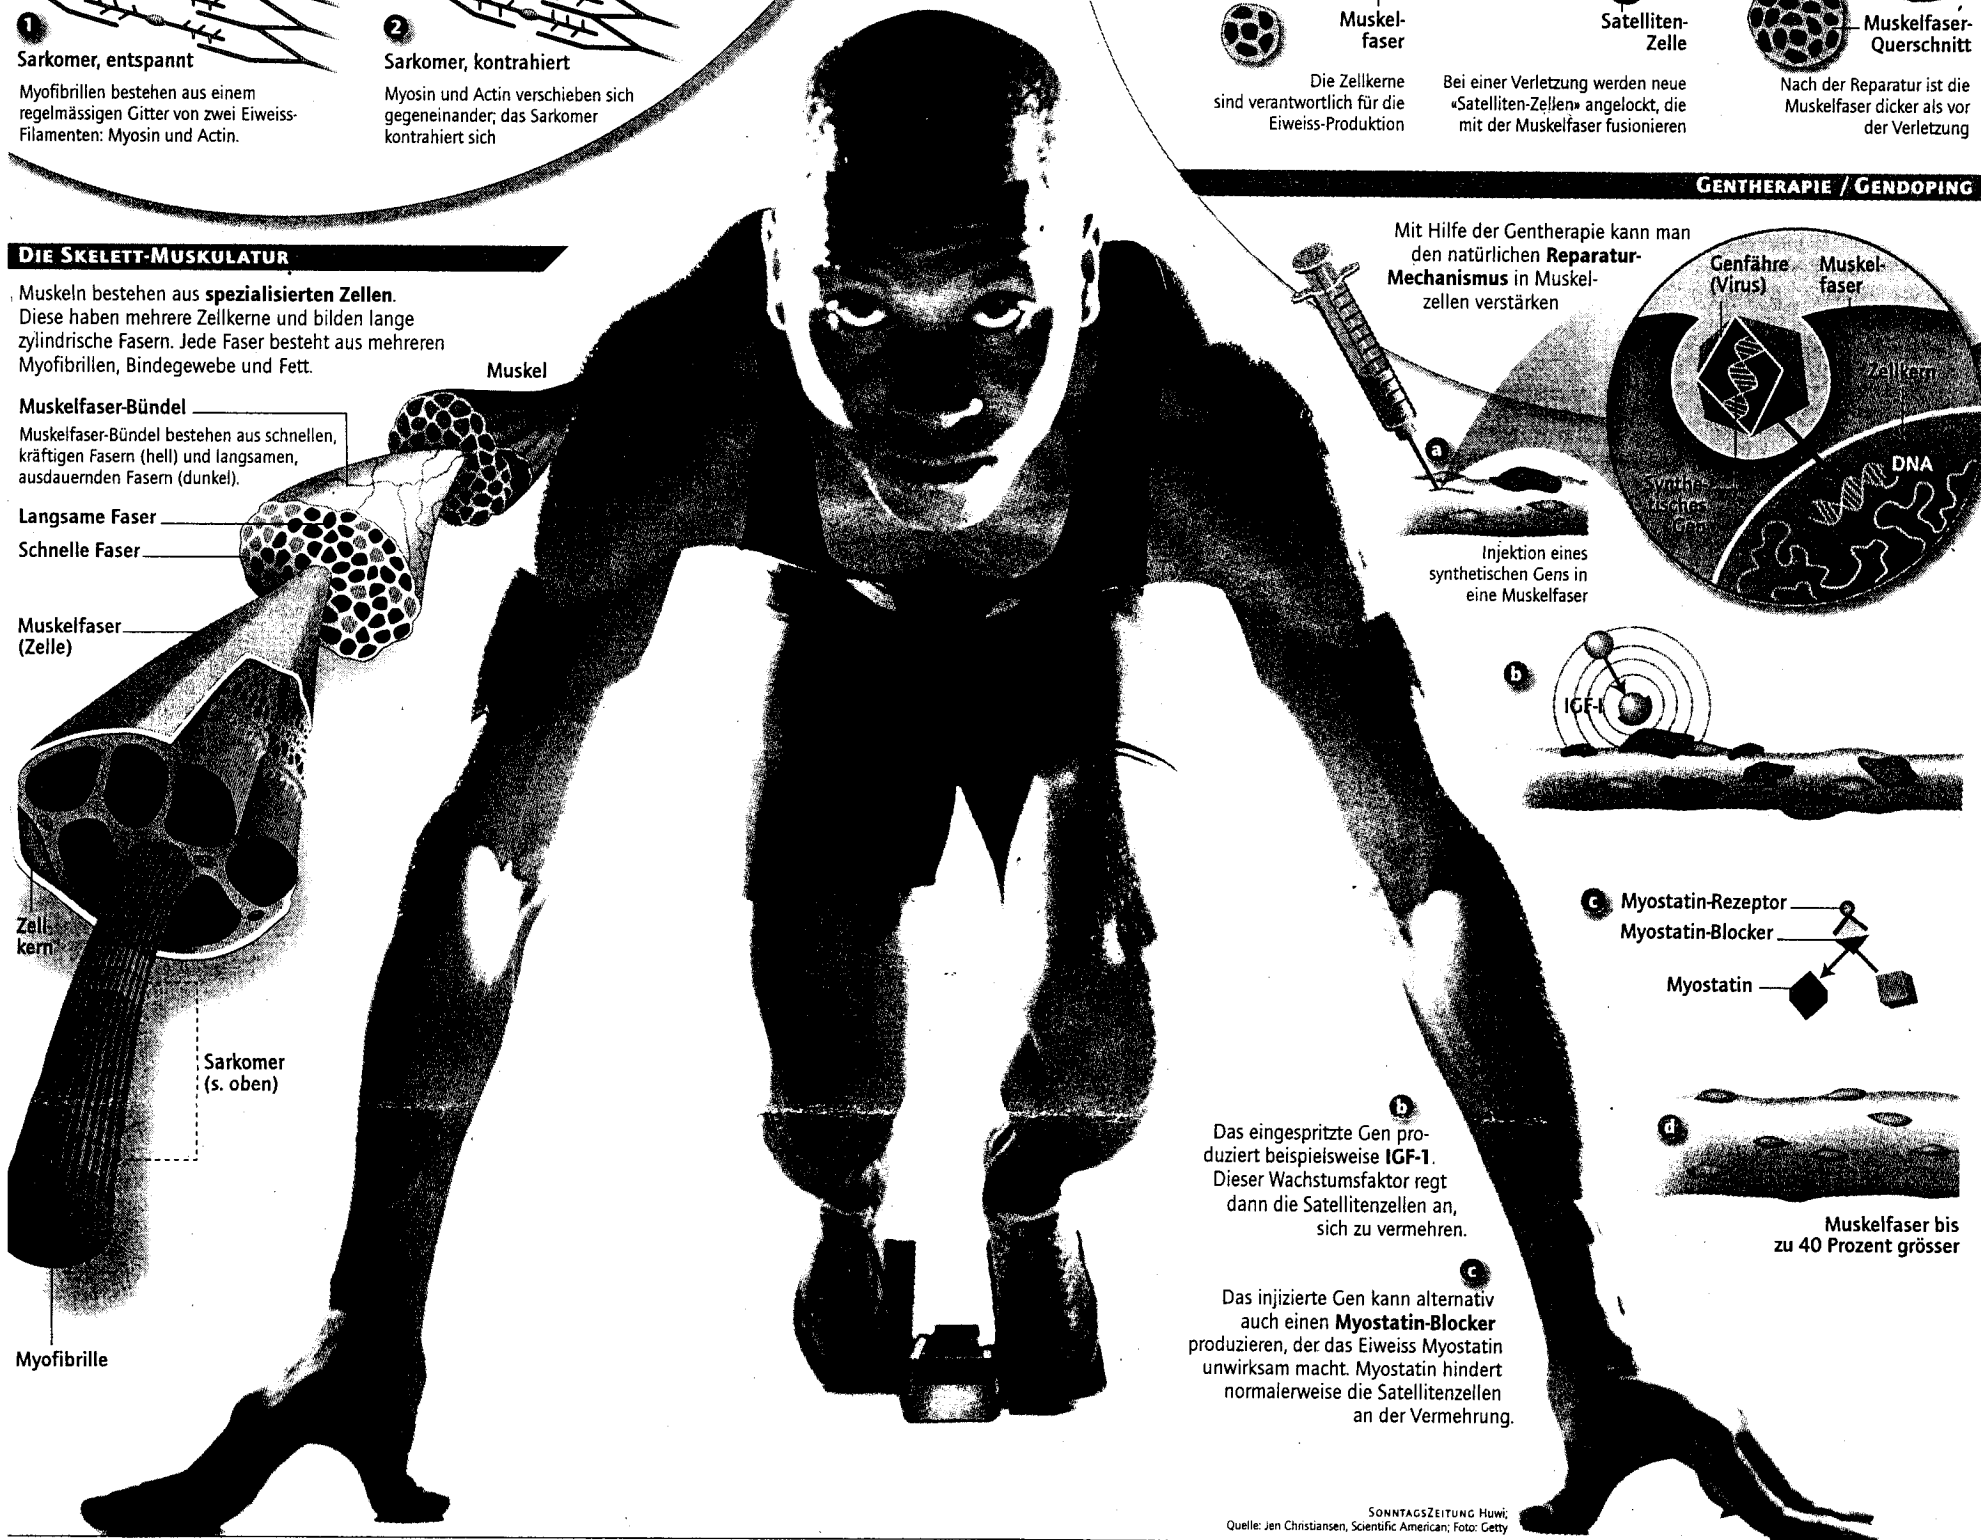 1
Sarkomer, entspannt
Myofibrillen bestehen aus einem
regelmässigen Gitter von zwei Eiweiss-
Filamenten: Myosin und Actin.
2
Sarkomer, kontrahiert
Myosin und Actin verschieben sich
gegeneinander; das Sarkomer
kontrahiert sich
Muskel-
faser
Die Zellkerne
sind verantwortlich für die
Eiweiss-Produktion
Satelliten-
Zelle
Bei einer Verletzung werden neue
«Satelliten-Zellen» angelockt, die
mit der Muskelfaser fusionieren
Muskelfaser-
Querschnitt
Nach der Reparatur ist die
Muskelfaser dicker als vor
der Verletzung
DIE SKELETT-MUSKULATUR
Muskeln bestehen aus spezialisierten Zellen.
Diese haben mehrere Zellkerne und bilden lange
zylindrische Fasern. Jede Faser besteht aus mehreren
Myofibrillen, Bindegewebe und Fett.
Muskel
Muskelfaser-Bündel
Muskelfaser-Bündel bestehen aus schnellen,
kräftigen Fasern (hell) und langsamen,
ausdauernden Fasern (dunkel).
Langsame Faser
Schnelle Faser
Muskelfaser
(Zelle)
Zell-
kern
Sarkomer
(s. oben)
Myofibrille
GENTHERAPIE / GENDOPING
Mit Hilfe der Gentherapie kann man
den natürlichen Reparatur-
Mechanismus in Muskel-
zellen verstärken
Genfähre
(Virus)
Muskel-
faser
Zellkern
DNA
Synthe-
tisches
Gen
a
Injektion eines
synthetischen Gens in
eine Muskelfaser
b
IGF-I
c
Myostatin-Rezeptor
Myostatin-Blocker
Myostatin
b
Das eingespritzte Gen pro-
duziert beispielsweise IGF-1.
Dieser Wachstumsfaktor regt
dann die Satellitenzellen an,
sich zu vermehren.
d
Muskelfaser bis
zu 40 Prozent grösser
c
Das injizierte Gen kann alternativ
auch einen Myostatin-Blocker
produzieren, der das Eiweiss Myostatin
unwirksam macht. Myostatin hindert
normalerweise die Satellitenzellen
an der Vermehrung.
SONNTAGSZEITUNG Huwi;
Quelle: Jen Christiansen, Scientific American; Foto: Getty